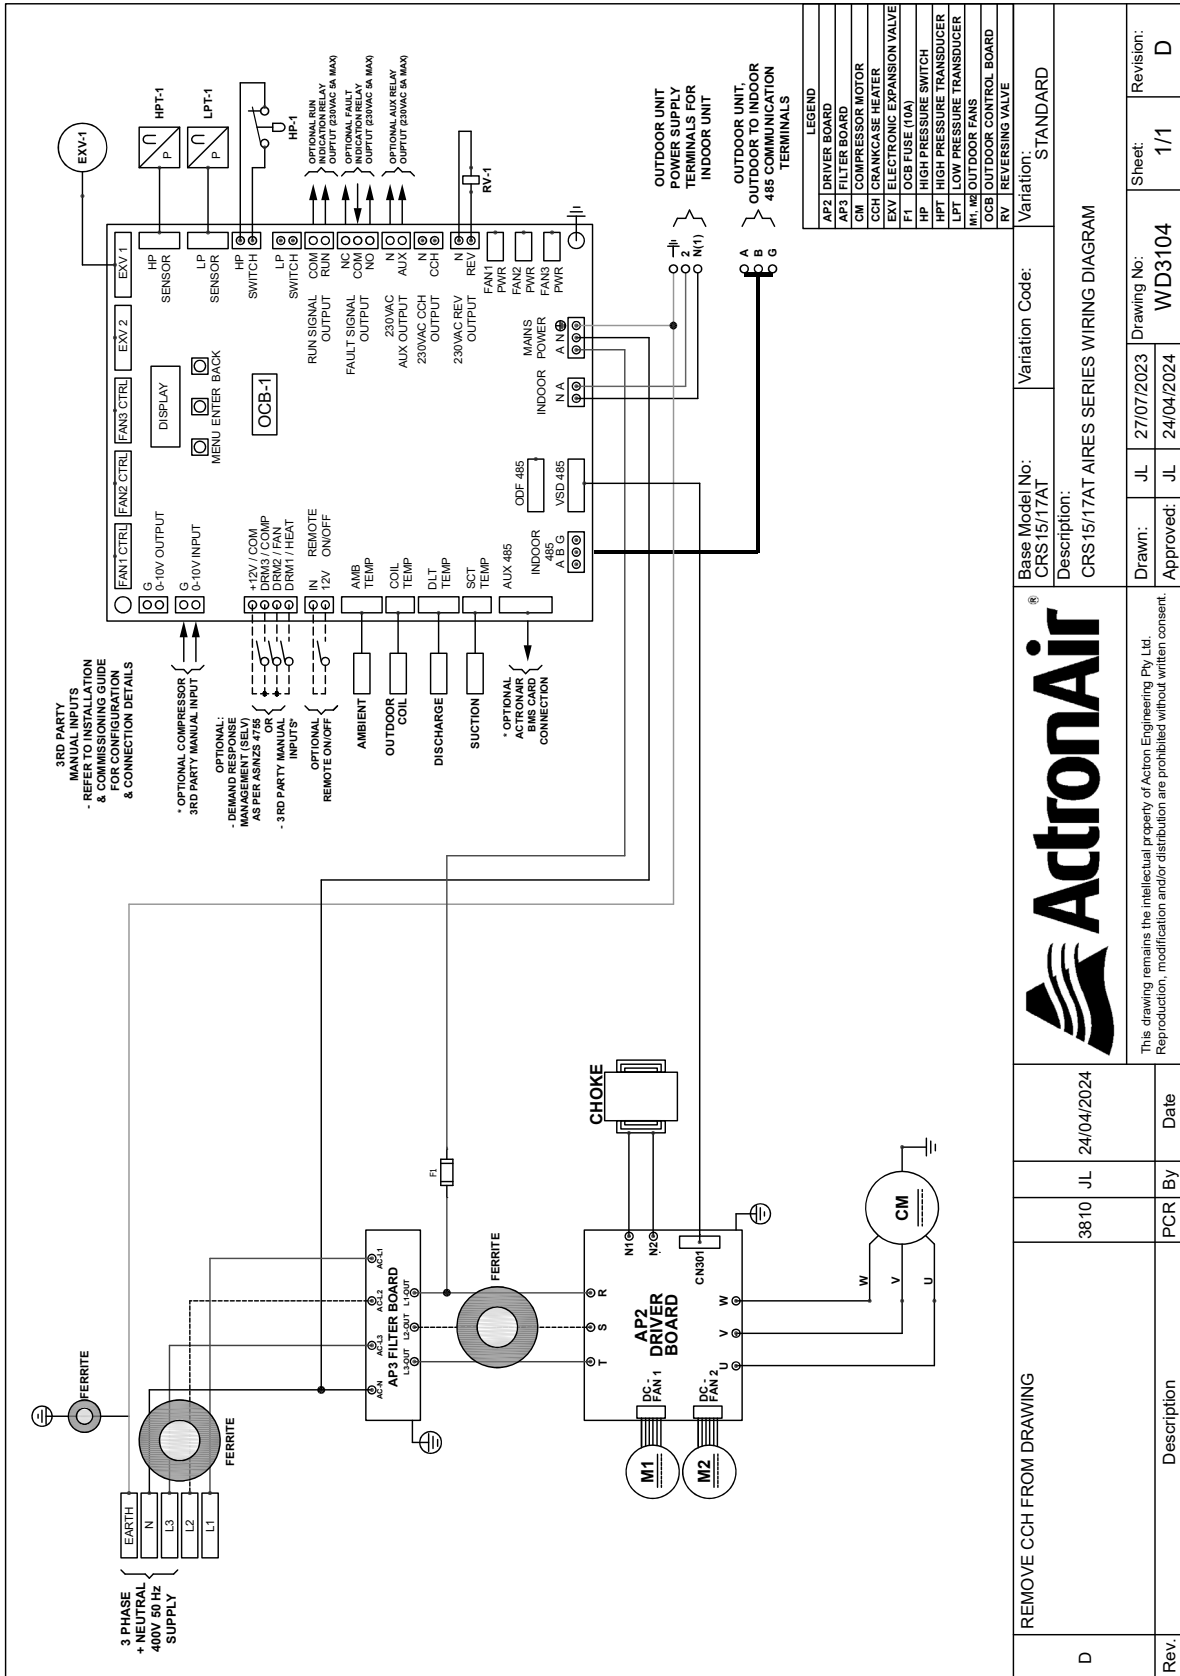 3RD PARTY
MANUAL INPUTS
- REFER TO INSTALLATION
& COMMISSIONING GUIDE
FOR CONFIGURATION
& CONNECTION DETAILS
* OPTIONAL COMPRESSOR
3RD PARTY MANUAL INPUT
OPTIONAL:
- DEMAND RESPONSE
MANAGEMENT (SELV)
AS PER AS/NZS 4755
OR
- 3RD PARTY MANUAL
INPUTS*
OPTIONAL
REMOTE ON/OFF
AMBIENT
OUTDOOR
COIL
DISCHARGE
SUCTION
* OPTIONAL
ACTRONAIR
BMS CARD
CONNECTION
FAN1 CTRL
FAN2 CTRL
FAN3 CTRL
EXV 2
EXV 1
G
0-10V OUTPUT
G
0-10V INPUT
+12V / COM
DRM3 / COMP
DRM2 / FAN
DRM1 / HEAT
IN REMOTE
12V ON/OFF
AMB
TEMP
COIL
TEMP
DLT
TEMP
SCT
TEMP
AUX 485
INDOOR
485
A B G
ODF 485
VSD 485
DISPLAY
MENU ENTER BACK
OCB-1
INDOOR
N A
MAINS
POWER
A N
HP
SENSOR
LP
SENSOR
HP
SWITCH
LP
SWITCH
RUN SIGNAL
OUTPUT
COM
RUN
FAULT SIGNAL
OUTPUT
NC
COM
NO
230VAC
AUX OUTPUT
N
AUX
230VAC CCH
OUTPUT
N
CCH
230VAC REV
OUTPUT
N
REV
FAN1
PWR
FAN2
PWR
FAN3
PWR
EXV-1
HPT-1
P
LPT-1
P
HP-1
OPTIONAL RUN
INDICATION RELAY
OUPTUT (230VAC 5A MAX)
OPTIONAL FAULT
INDICATION RELAY
OUPTUT (230VAC 5A MAX)
OPTIONAL AUX RELAY
OUPTUT (230VAC 5A MAX)
RV-1
OUTDOOR UNIT
POWER SUPPLY
TERMINALS FOR
INDOOR UNIT
2
N(1)
OUTDOOR UNIT,
OUTDOOR TO INDOOR
485 COMMUNICATION
TERMINALS
A
B
G
3 PHASE
+ NEUTRAL
400V 50 Hz
SUPPLY
EARTH
N
L3
L2
L1
FERRITE
FERRITE
AC-N
AC-L3
AC-L2
AC-L1
AP3 FILTER BOARD
L3-OUT
L2-OUT
L1-OUT
F1
FERRITE
T
S
R
AP2
DRIVER
BOARD
N1
N2
CN301
CHOKE
DC -
FAN 1
DC -
FAN 2
M1
M2
U
V
W
W
V
U
CM
LEGEND
AP2 DRIVER BOARD
AP3 FILTER BOARD
CM COMPRESSOR MOTOR
CCH CRANKCASE HEATER
EXV ELECTRONIC EXPANSION VALVE
F1 OCB FUSE (10A)
HP HIGH PRESSURE SWITCH
HPT HIGH PRESSURE TRANSDUCER
LPT LOW PRESSURE TRANSDUCER
M1, M2 OUTDOOR FANS
OCB OUTDOOR CONTROL BOARD
RV REVERSING VALVE
D REMOVE CCH FROM DRAWING 3810 JL 24/04/2024
Rev. Description PCR By Date
ActronAir®
This drawing remains the intellectual property of Actron Engineering Pty Ltd.
Reproduction, modification and/or distribution are prohibited without written consent.
Base Model No:
CRS15/17AT
Variation Code:
Variation:
STANDARD
Description:
CRS15/17AT AIRES SERIES WIRING DIAGRAM
Drawn: JL 27/07/2023
Approved: JL 24/04/2024
Drawing No:
WD3104
Sheet:
1/1
Revision:
D